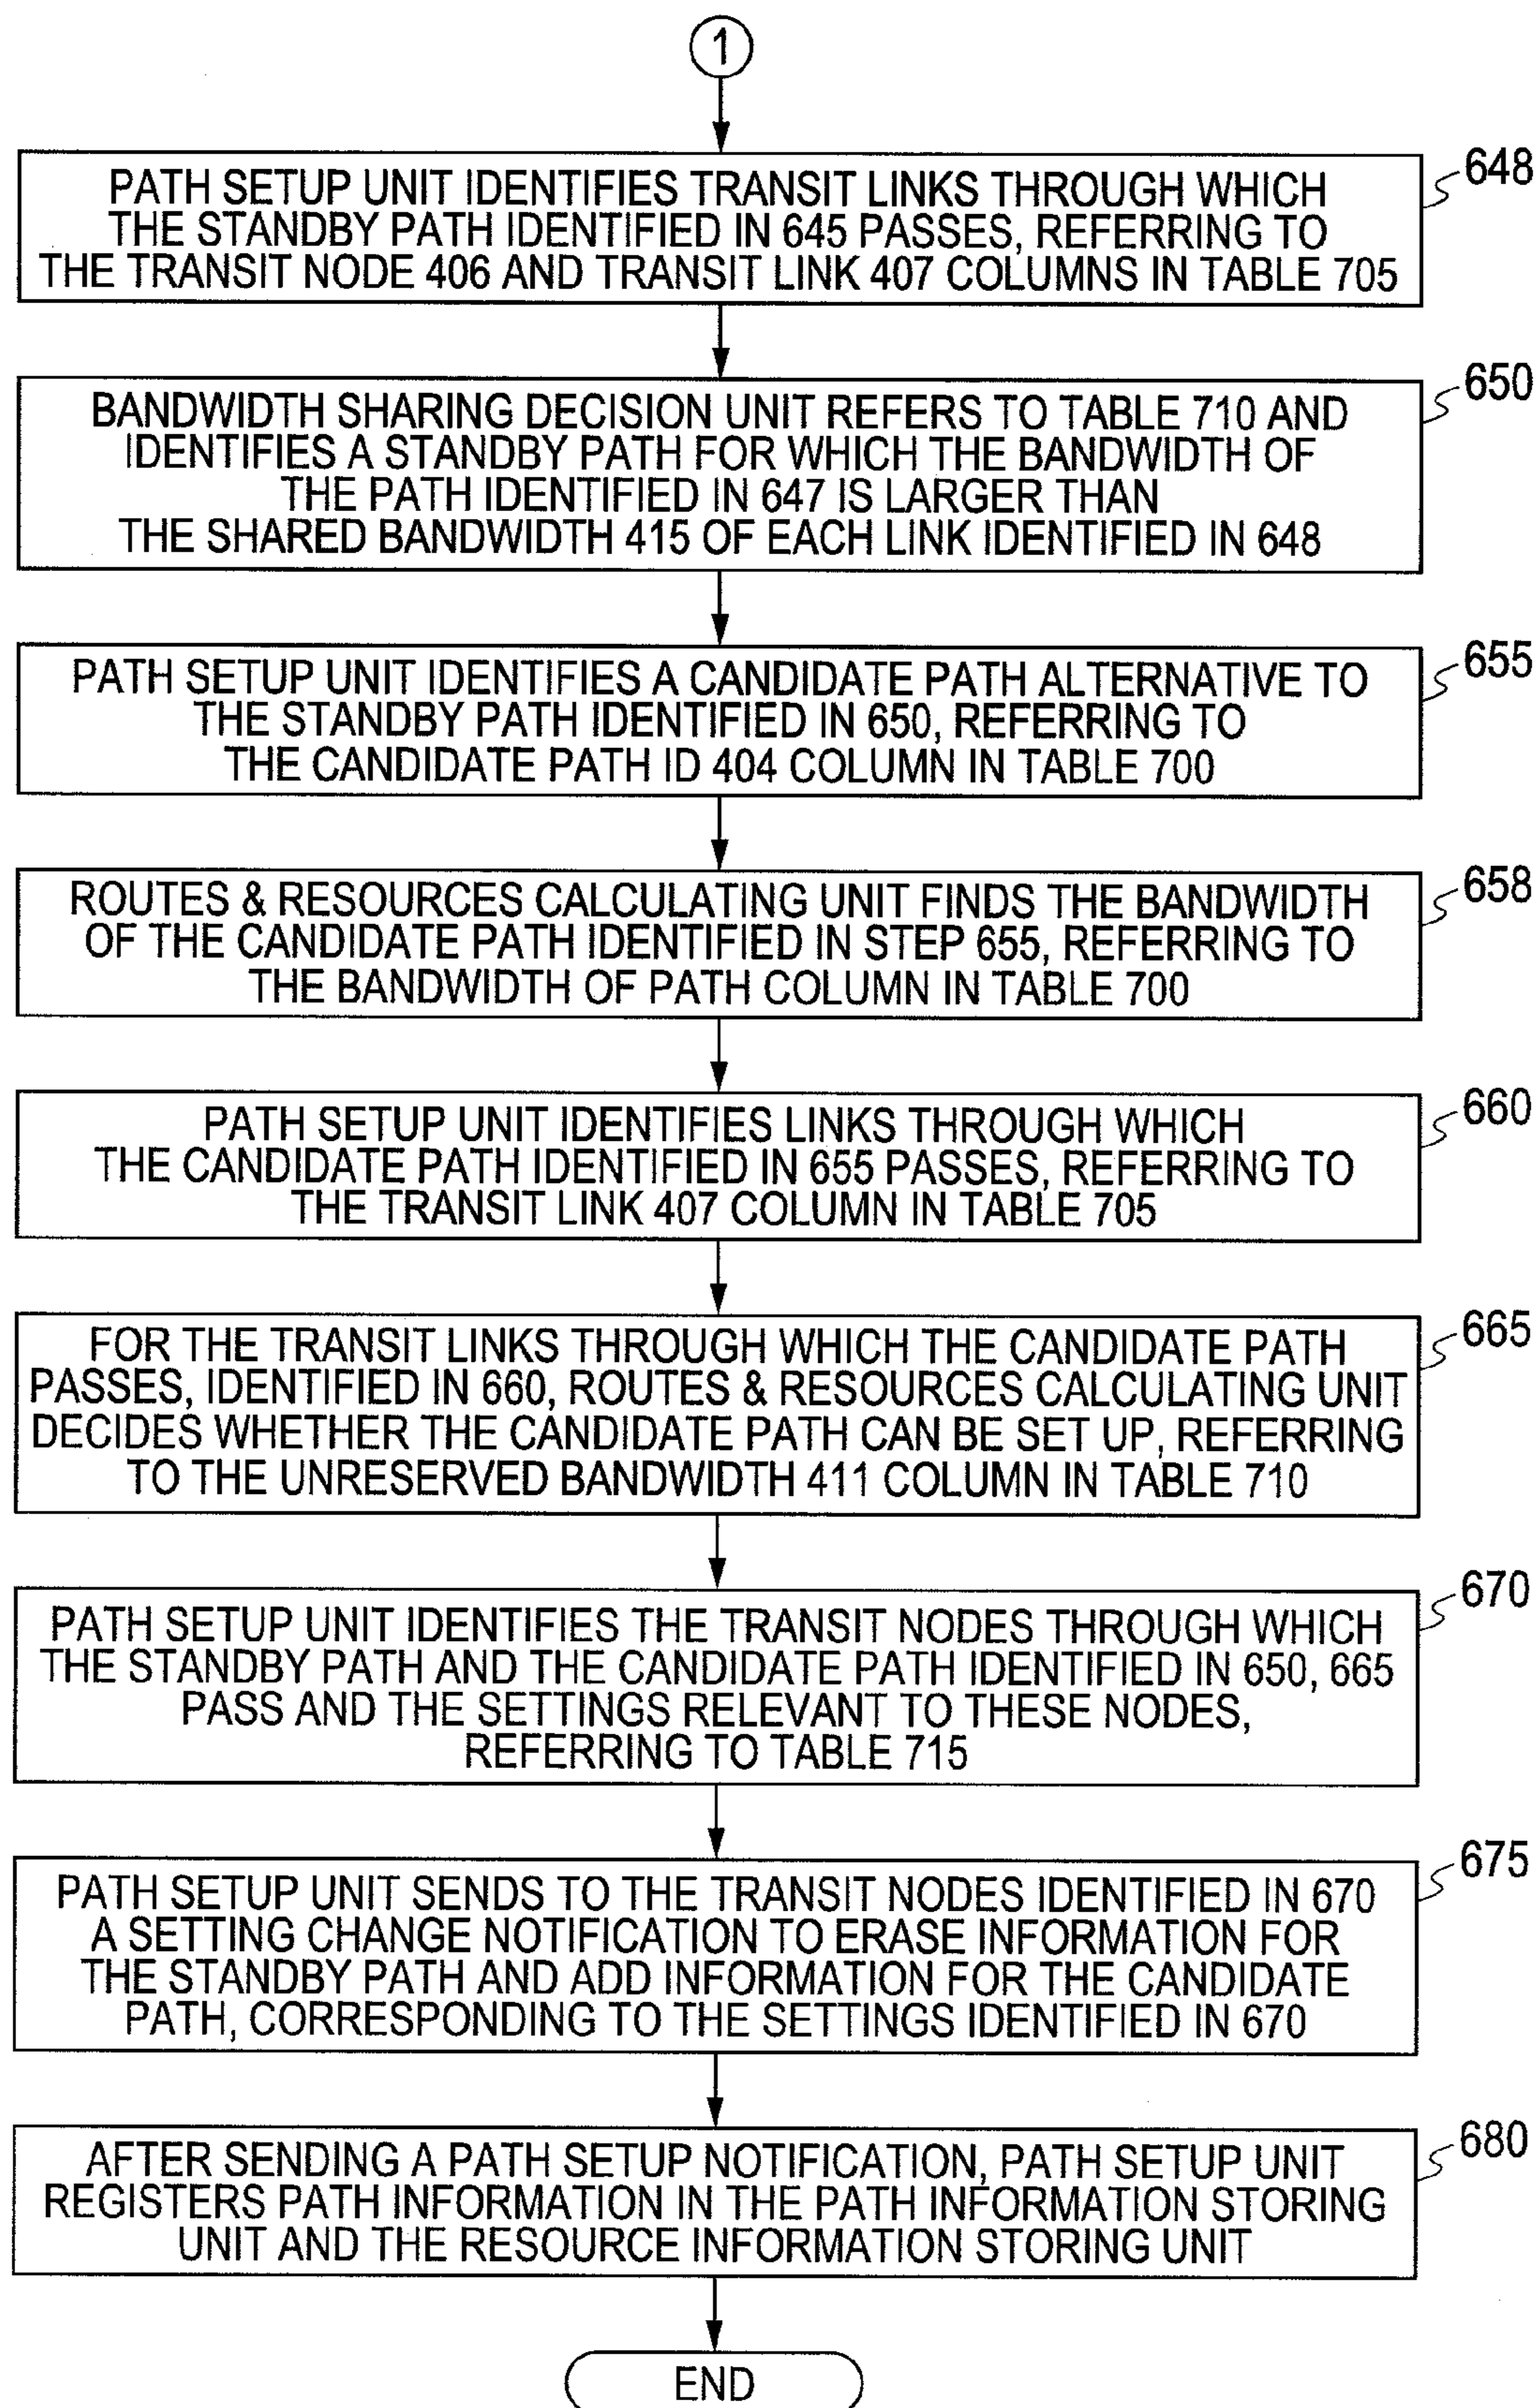 1
648
PATH SETUP UNIT IDENTIFIES TRANSIT LINKS THROUGH WHICH
THE STANDBY PATH IDENTIFIED IN 645 PASSES, REFERRING TO
THE TRANSIT NODE 406 AND TRANSIT LINK 407 COLUMNS IN TABLE 705
650
BANDWIDTH SHARING DECISION UNIT REFERS TO TABLE 710 AND
IDENTIFIES A STANDBY PATH FOR WHICH THE BANDWIDTH OF
THE PATH IDENTIFIED IN 647 IS LARGER THAN
THE SHARED BANDWIDTH 415 OF EACH LINK IDENTIFIED IN 648
655
PATH SETUP UNIT IDENTIFIES A CANDIDATE PATH ALTERNATIVE TO
THE STANDBY PATH IDENTIFIED IN 650, REFERRING TO
THE CANDIDATE PATH ID 404 COLUMN IN TABLE 700
658
ROUTES & RESOURCES CALCULATING UNIT FINDS THE BANDWIDTH
OF THE CANDIDATE PATH IDENTIFIED IN STEP 655, REFERRING TO
THE BANDWIDTH OF PATH COLUMN IN TABLE 700
660
PATH SETUP UNIT IDENTIFIES LINKS THROUGH WHICH
THE CANDIDATE PATH IDENTIFIED IN 655 PASSES, REFERRING TO
THE TRANSIT LINK 407 COLUMN IN TABLE 705
665
FOR THE TRANSIT LINKS THROUGH WHICH THE CANDIDATE PATH
PASSES, IDENTIFIED IN 660, ROUTES & RESOURCES CALCULATING UNIT
DECIDES WHETHER THE CANDIDATE PATH CAN BE SET UP, REFERRING
TO THE UNRESERVED BANDWIDTH 411 COLUMN IN TABLE 710
670
PATH SETUP UNIT IDENTIFIES THE TRANSIT NODES THROUGH WHICH
THE STANDBY PATH AND THE CANDIDATE PATH IDENTIFIED IN 650, 665
PASS AND THE SETTINGS RELEVANT TO THESE NODES,
REFERRING TO TABLE 715
675
PATH SETUP UNIT SENDS TO THE TRANSIT NODES IDENTIFIED IN 670
A SETTING CHANGE NOTIFICATION TO ERASE INFORMATION FOR
THE STANDBY PATH AND ADD INFORMATION FOR THE CANDIDATE
PATH, CORRESPONDING TO THE SETTINGS IDENTIFIED IN 670
680
AFTER SENDING A PATH SETUP NOTIFICATION, PATH SETUP UNIT
REGISTERS PATH INFORMATION IN THE PATH INFORMATION STORING
UNIT AND THE RESOURCE INFORMATION STORING UNIT
END